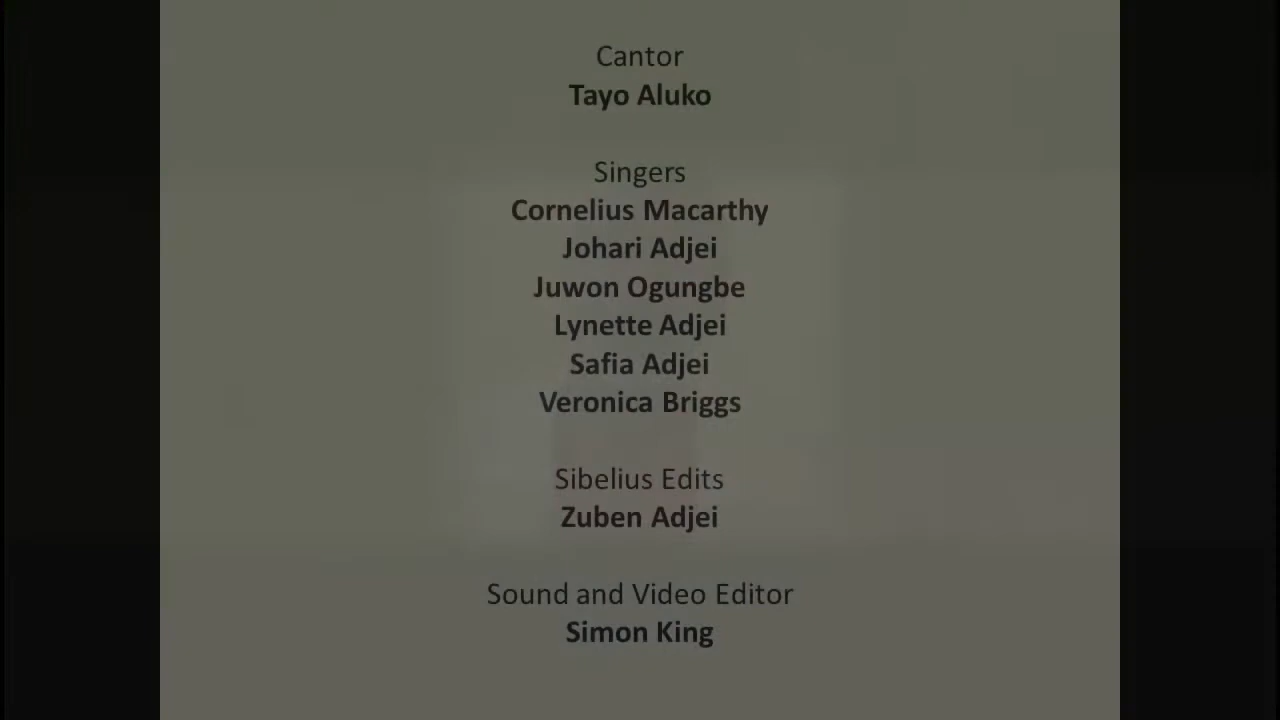 Cantor
Tayo Aluko
Singers
Cornelius Macarthy
Johari Adjei
Juwon Ogungbe
Lynette Adjei
Safia Adjei
Veronica Briggs
Sibelius Edits
Zuben Adjei
Sound and Video Editor
Simon King